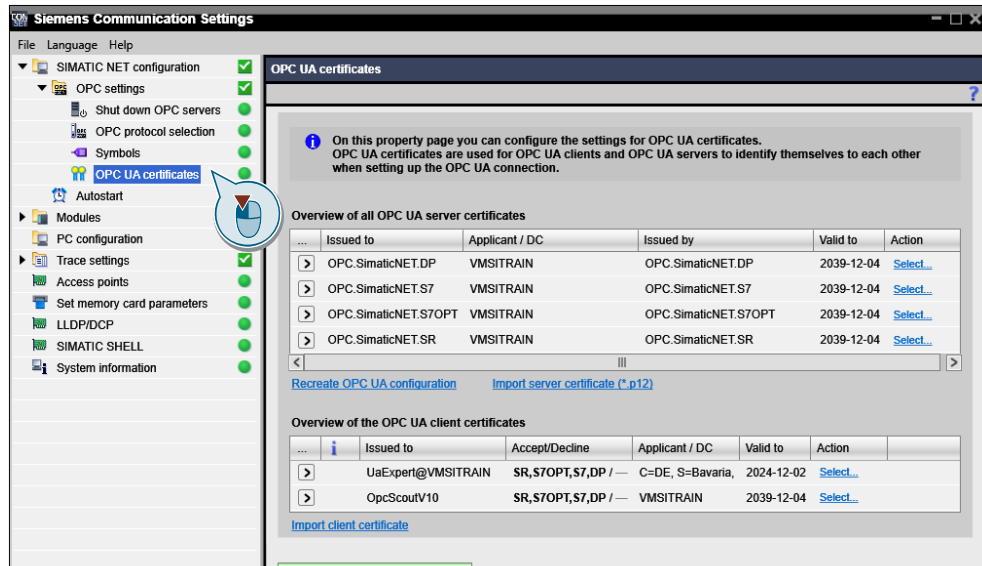 Siemens Communication Settings
File Language Help
SIMATIC NET configuration
OPC settings
Shut down OPC servers
OPC protocol selection
Symbols
OPC UA certificates
Autostart
Modules
PC configuration
Trace settings
Access points
Set memory card parameters
LLDP/DCP
SIMATIC SHELL
System information
OPC UA certificates
?
On this property page you can configure the settings for OPC UA certificates.
OPC UA certificates are used for OPC UA clients and OPC UA servers to identify themselves to each other
when setting up the OPC UA connection.
Overview of all OPC UA server certificates
... Issued to Applicant / DC Issued by Valid to Action
OPC.SimaticNET.DP VMSITRAIN OPC.SimaticNET.DP 2039-12-04 Select...
OPC.SimaticNET.S7 VMSITRAIN OPC.SimaticNET.S7 2039-12-04 Select...
OPC.SimaticNET.S7OPT VMSITRAIN OPC.SimaticNET.S7OPT 2039-12-04 Select...
OPC.SimaticNET.SR VMSITRAIN OPC.SimaticNET.SR 2039-12-04 Select...
Recreate OPC UA configuration Import server certificate (*.p12)
Overview of the OPC UA client certificates
... i Issued to Accept/Decline Applicant / DC Valid to Action
UaExpert@VMSITRAIN SR,S7OPT,S7,DP / — C=DE, S=Bavaria, 2024-12-02 Select...
OpcScoutV10 SR,S7OPT,S7,DP / — VMSITRAIN 2039-12-04 Select...
Import client certificate